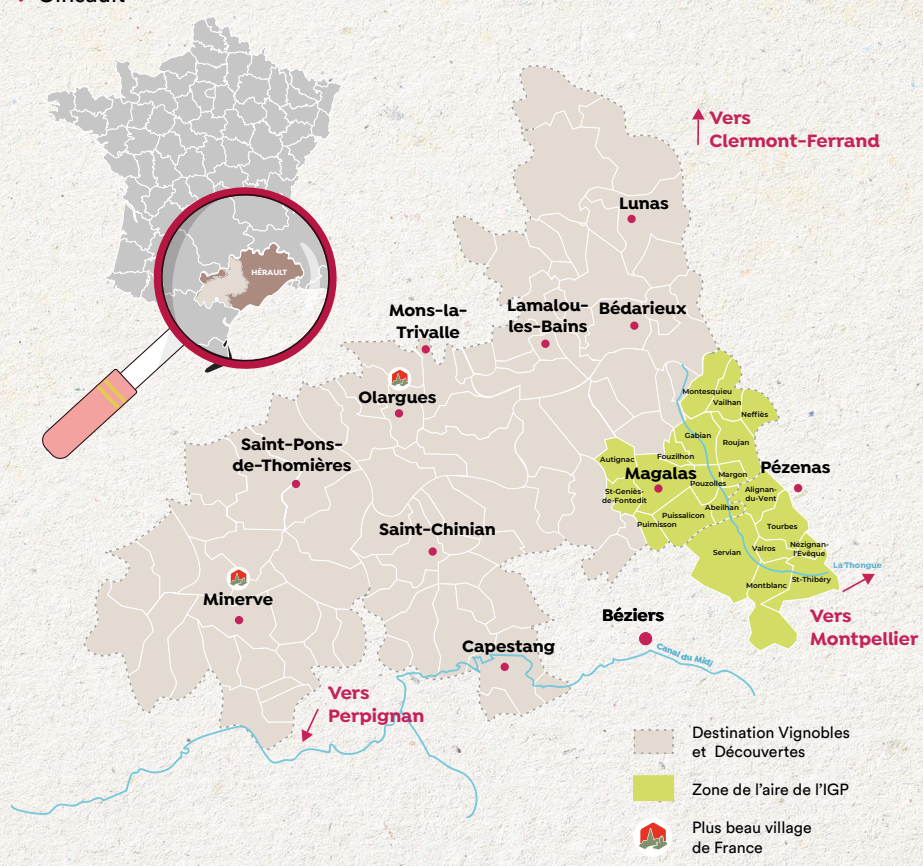 Cinsault
Vers
Clermont-Ferrand
Lunas
HÉRAULT
Mons-la-
Trivalle
Lamalou-
les-Bains
Bédarieux
Olargues
Montesquieu
Vailhan
Neffiès
Gabian
Roujan
Saint-Pons-
de-Thomières
Autignac
Fouzilhon
Magalas
Margon
Pézenas
Pouzolles
St-Geniès-
de-Fontedit
Alignan-
du-Vent
Abeilhan
Puissalicon
Puimisson
Tourbes
Saint-Chinian
Servian
Valros
Nézignan-
l'Évêque
La Thongue
St-Thibéry
Montblanc
Minerve
Béziers
Vers
Montpellier
Capestang
Canal du Midi
Vers
Perpignan
Destination Vignobles
et Découvertes
Zone de l'aire de l'IGP
Plus beau village
de France